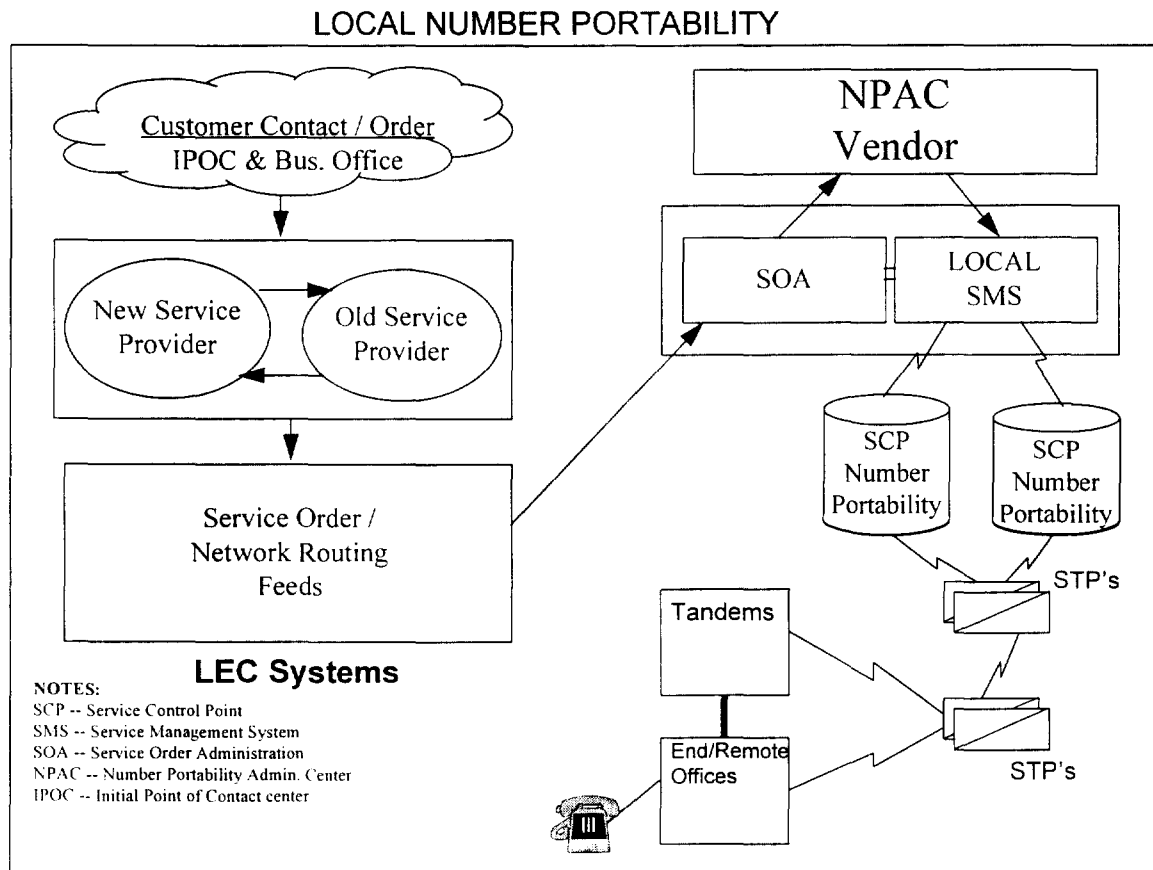 LOCAL NUMBER PORTABILITY
Customer Contact / Order
IPOC & Bus. Office
New Service
Provider
Old Service
Provider
Service Order /
Network Routing
Feeds
LEC Systems
NOTES:
SCP -- Service Control Point
SMS -- Service Management System
SOA -- Service Order Administration
NPAC -- Number Portability Admin. Center
IPOC -- Initial Point of Contact center
NPAC
Vendor
SOA
LOCAL
SMS
SCP
Number
Portability
SCP
Number
Portability
STP's
Tandems
End/Remote
Offices
STP's